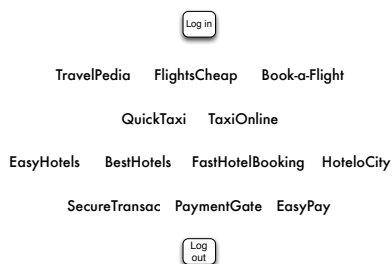 Log in
TravelPedia FlightsCheap Book-a-Flight
QuickTaxi TaxiOnline
EasyHotels BestHotels FastHotelBooking HoteloCity
SecureTransac PaymentGate EasyPay
Log
out